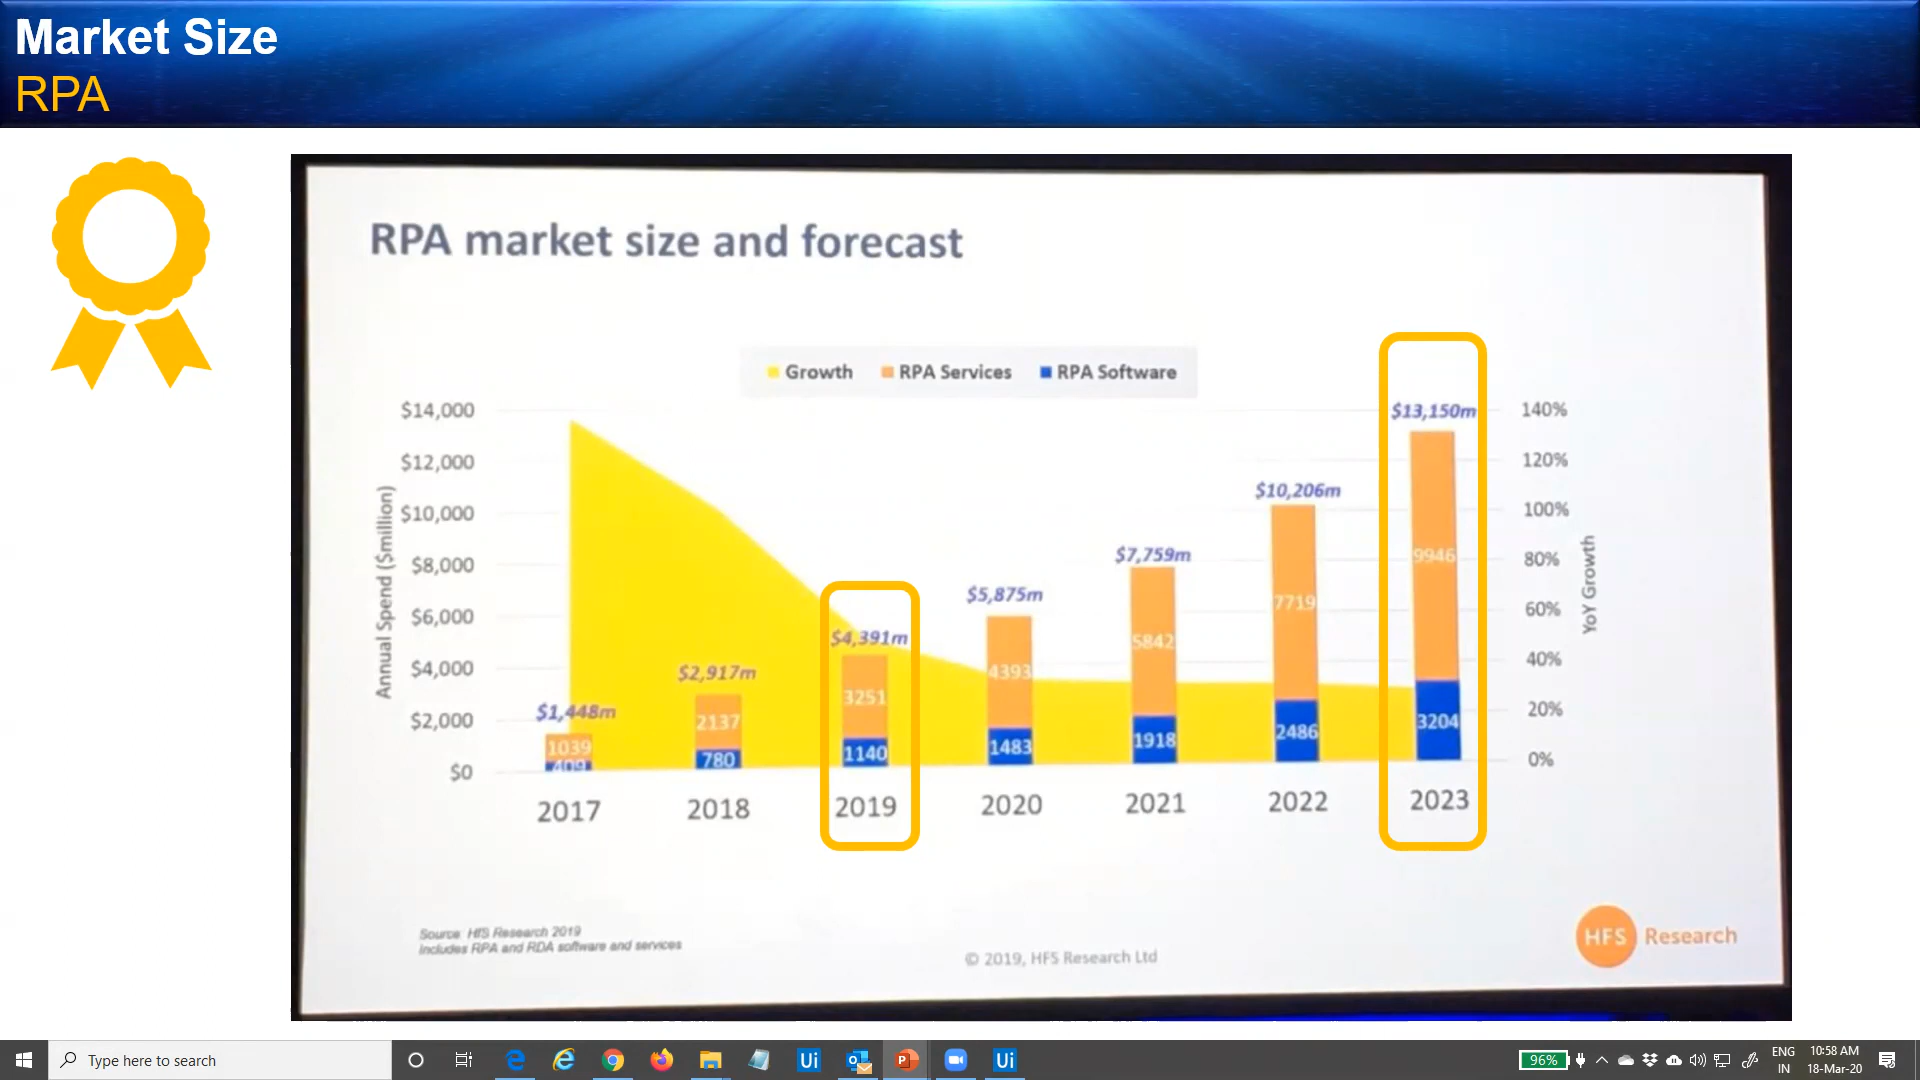 Market Size
RPA
RPA market size and forecast
Growth RPA Services RPA Software
$14,000
$12,000
$10,000
$8,000
$6,000
$4,000
$2,000
$0
Annual Spend ($million)
$1,448m
1039
409
2017
$2,917m
2137
780
2018
$4,391m
3251
1140
2019
$5,875m
4393
1483
2020
$7,759m
5842
1918
2021
$10,206m
7719
2486
2022
$13,150m
9946
3204
2023
140%
120%
100%
80%
60%
40%
20%
0%
YoY Growth
Source: HfS Research 2019
Includes RPA and RDA software and services
© 2019, HFS Research Ltd
HFS Research
Type here to search
Ui
Ui
96%
ENG
IN
10:58 AM
18-Mar-20